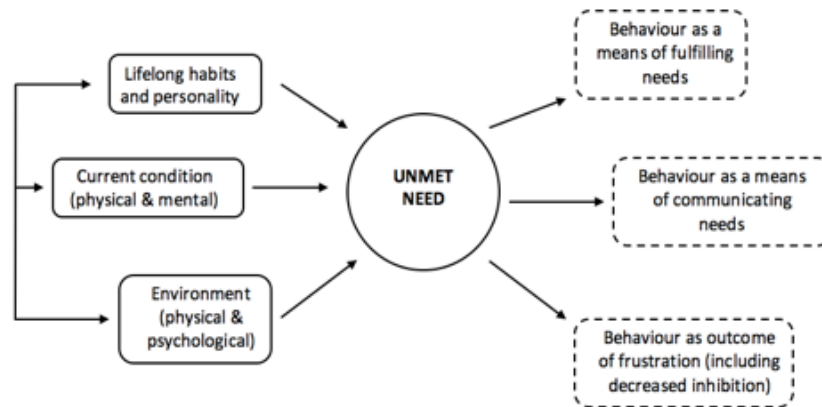 Lifelong habits
and personality
Current condition
(physical & mental)
Environment
(physical &
psychological)
UNMET
NEED
Behaviour as a
means of fulfilling
needs
Behaviour as a means
of communicating
needs
Behaviour as outcome
of frustration (including
decreased inhibition)